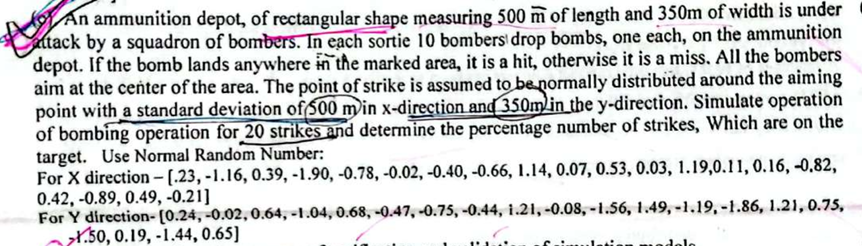 An ammunition depot, of rectangular shape measuring 500 m of length and 350m of width is under
attack by a squadron of bombers. In each sortie 10 bombers drop bombs, one each, on the ammunition
depot. If the bomb lands anywhere in the marked area, it is a hit, otherwise it is a miss. All the bombers
aim at the center of the area. The point of strike is assumed to be normally distributed around the aiming
point with a standard deviation of 500 m in x-direction and 350m in the y-direction. Simulate operation
of bombing operation for 20 strikes and determine the percentage number of strikes, Which are on the
target. Use Normal Random Number:
For X direction – [.23, -1.16, 0.39, -1.90, -0.78, -0.02, -0.40, -0.66, 1.14, 0.07, 0.53, 0.03, 1.19,0.11, 0.16, -0.82,
0.42, -0.89, 0.49, -0.21]
For Y direction- [0.24, -0.02, 0.64, -1.04, 0.68, -0.47, -0.75, -0.44, 1.21, -0.08, -1.56, 1.49, -1.19, -1.86, 1.21, 0.75,
-1.50, 0.19, -1.44, 0.65]